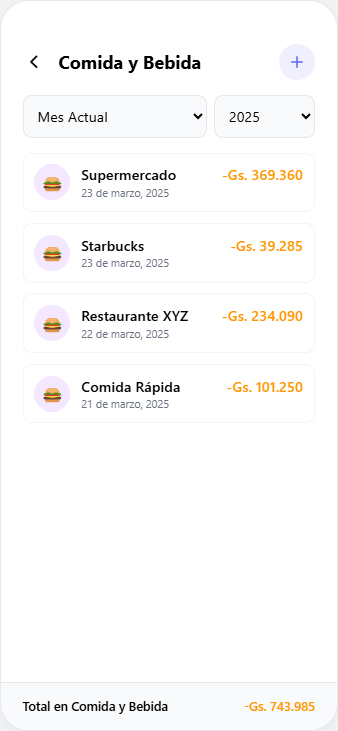 Comida y Bebida
Mes Actual 2025
Supermercado -Gs. 369.360
23 de marzo, 2025
Starbucks -Gs. 39.285
23 de marzo, 2025
Restaurante XYZ -Gs. 234.090
22 de marzo, 2025
Comida Rápida -Gs. 101.250
21 de marzo, 2025
Total en Comida y Bebida -Gs. 743.985